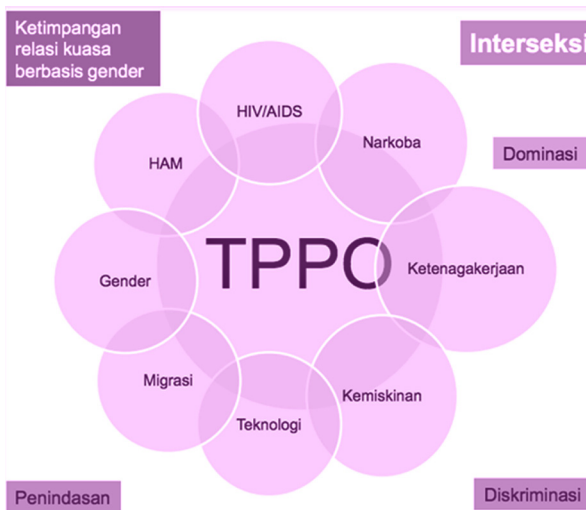 Ketimpangan
relasi kuasa
berbasis gender
Interseksi
HIV/AIDS
Narkoba
HAM
Dominasi
TPPO
Gender
Ketenagakerjaan
Migrasi
Kemiskinan
Teknologi
Penindasan
Diskriminasi